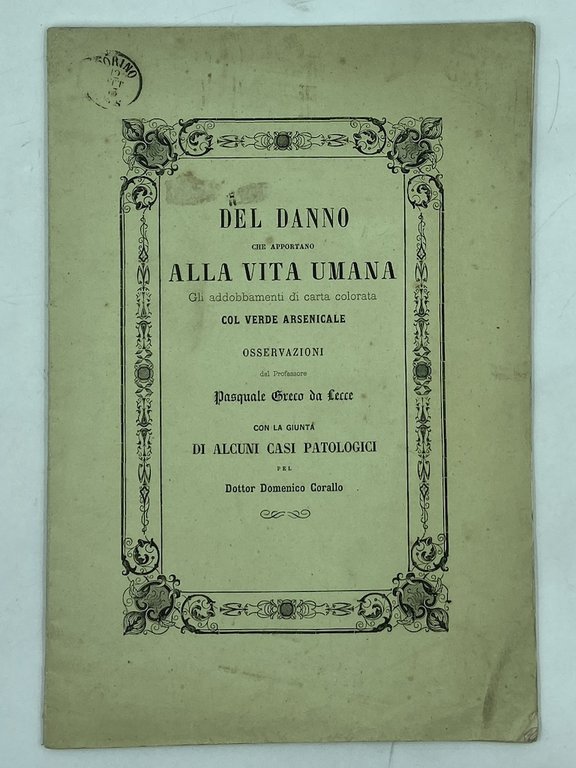 TORINO
DEL DANNO
CHE APPORTANO
ALLA VITA UMANA
Gli addobbamenti di carta colorata
COL VERDE ARSENICALE
OSSERVAZIONI
del Professore
Pasquale Greco da Lecce
CON LA GIUNTA
DI ALCUNI CASI PATOLOGICI
PEL
Dottor Domenico Corallo